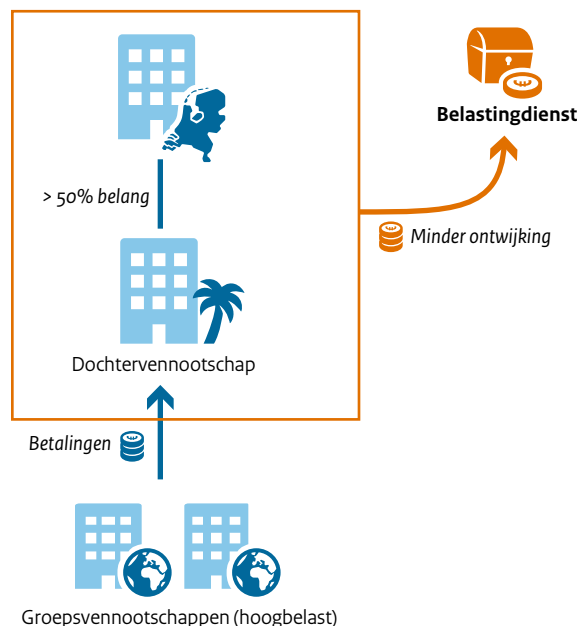 Belastingdienst
> 50% belang
Minder ontwijking
Dochtervennootschap
Betalingen
Groepsvennootschappen (hoogbelast)